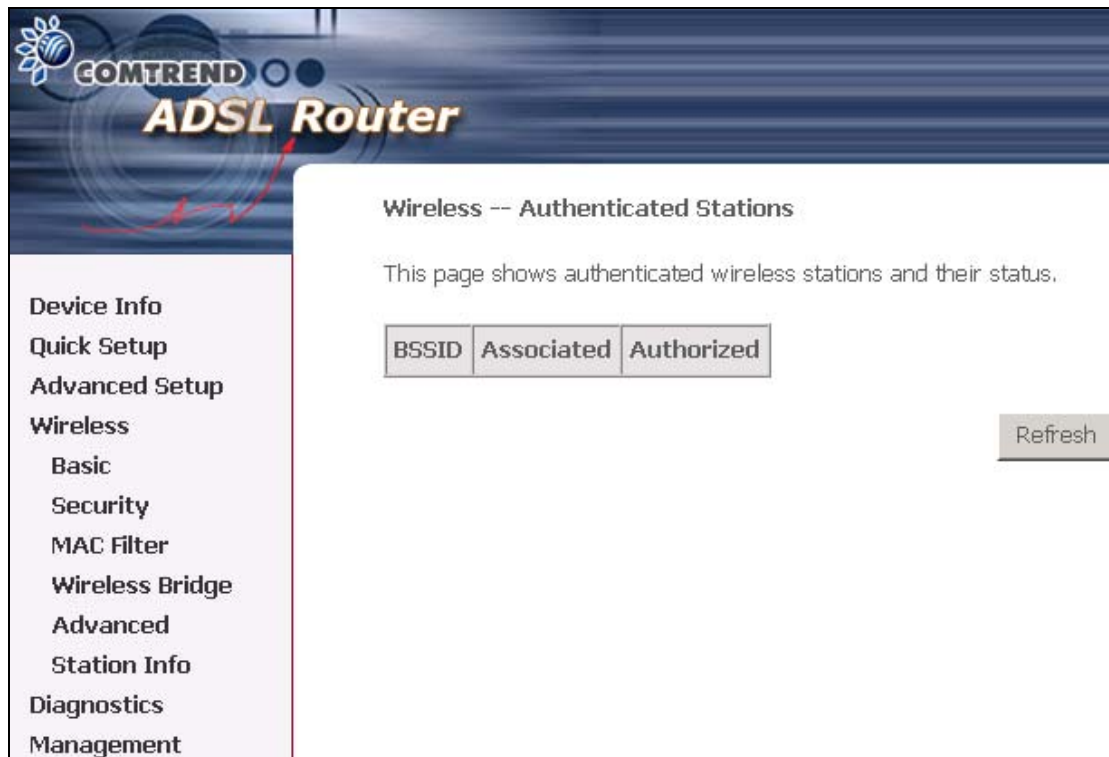 COMTREND
ADSL Router
Wireless -- Authenticated Stations
This page shows authenticated wireless stations and their status.
BSSID Associated Authorized
Refresh
Device Info
Quick Setup
Advanced Setup
Wireless
Basic
Security
MAC Filter
Wireless Bridge
Advanced
Station Info
Diagnostics
Management